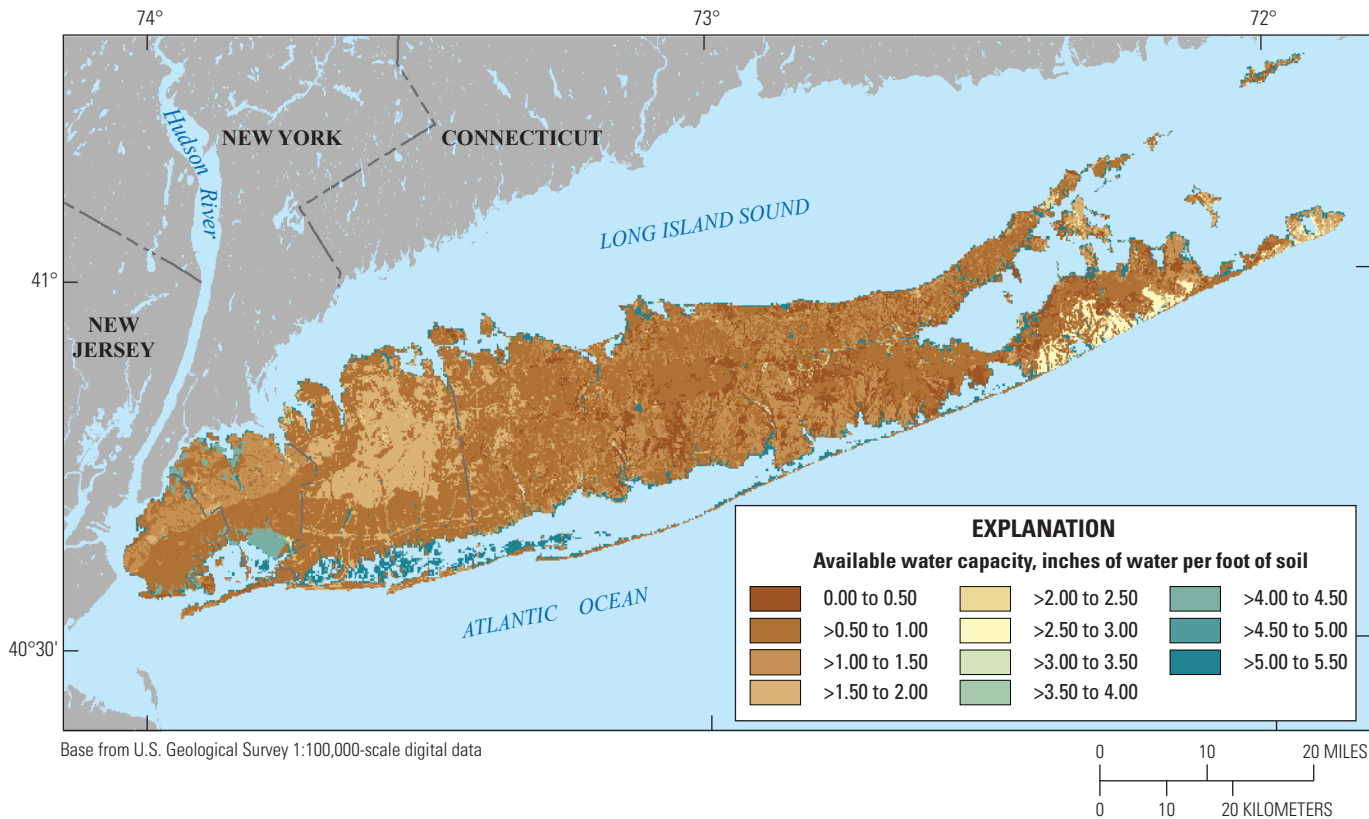 74°
73°
72°
Hudson River
NEW YORK
CONNECTICUT
LONG ISLAND SOUND
41°
NEW
JERSEY
ATLANTIC OCEAN
40°30'
EXPLANATION
Available water capacity, inches of water per foot of soil
0.00 to 0.50
>0.50 to 1.00
>1.00 to 1.50
>1.50 to 2.00
>2.00 to 2.50
>2.50 to 3.00
>3.00 to 3.50
>3.50 to 4.00
>4.00 to 4.50
>4.50 to 5.00
>5.00 to 5.50
Base from U.S. Geological Survey 1:100,000-scale digital data
0 10 20 MILES
0 10 20 KILOMETERS